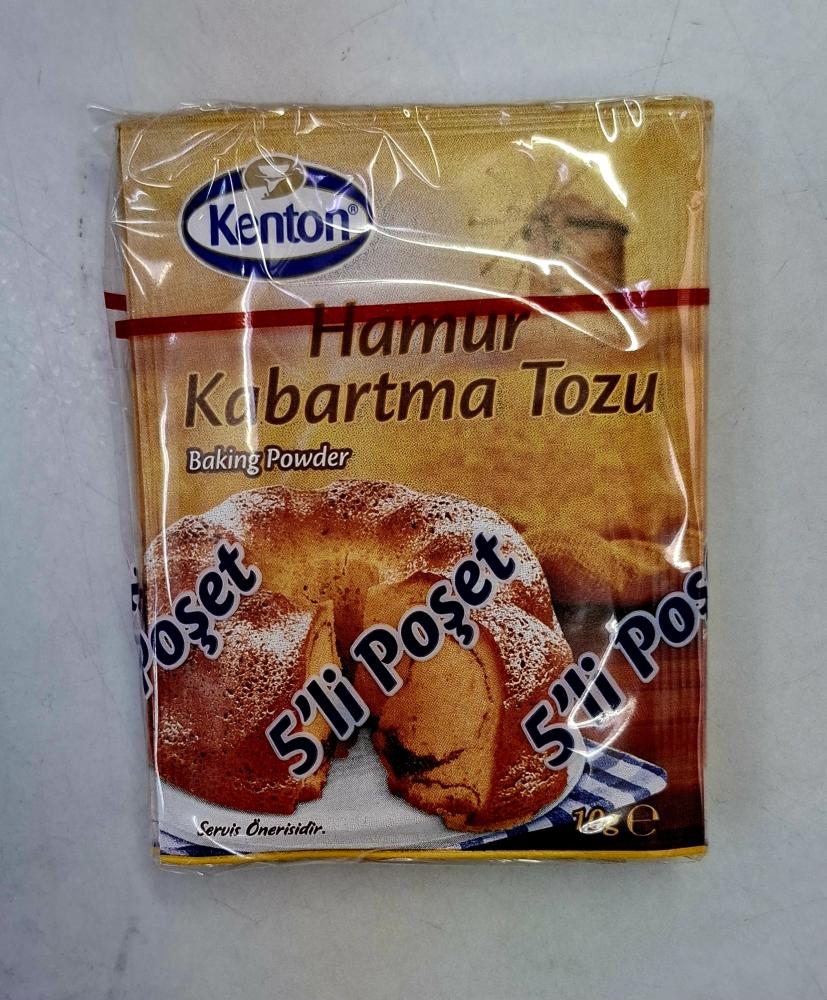 Kenton®
Hamur
Kabartma Tozu
Baking Powder
Poşet
5'li Poşet
5'li Poş
Servis Önerisidir.
10g e